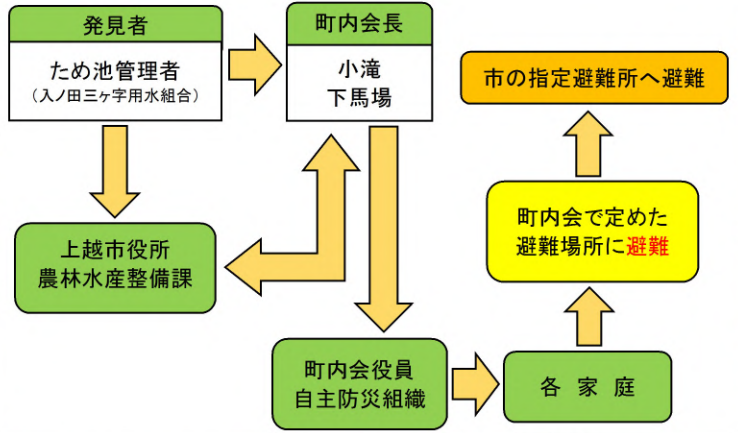 発見者
ため池管理者
（入ノ田三ヶ字用水組合）
町内会長
小滝
下馬場
上越市役所
農林水産整備課
町内会役員
自主防災組織
各 家 庭
町内会で定めた
避難場所に避難
市の指定避難所へ避難